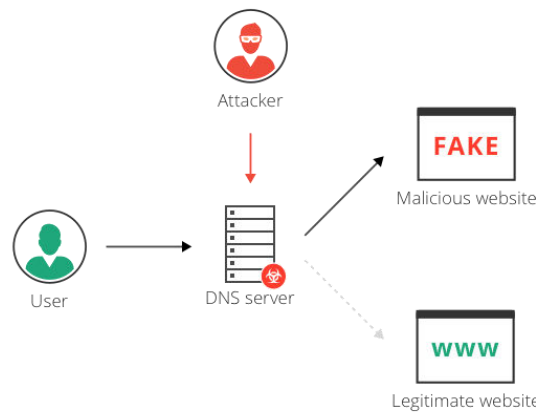 Attacker
FAKE
Malicious website
User
DNS server
www
Legitimate website